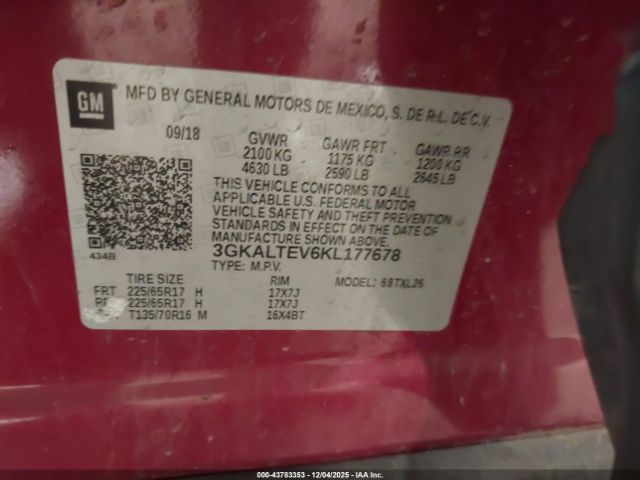 GM
MFD BY GENERAL MOTORS DE MEXICO, S. DE R.L. DE C.V.
09/18 GVWR GAWR FRT GAWR RR
2100 KG 1175 KG 1200 KG
4630 LB 2590 LB 2645 LB
THIS VEHICLE CONFORMS TO ALL
APPLICABLE U.S. FEDERAL MOTOR
VEHICLE SAFETY AND THEFT PREVENTION
STANDARDS IN EFFECT ON THE DATE OF
MANUFACTURE SHOWN ABOVE.
434B
3GKALTEV6KL177678
TYPE: M.P.V. MODEL: 68TXL26
TIRE SIZE RIM
FRT 225/65R17 H 17X7J
225/65R17 H 17X7J
T135/70R16 M 16X4BT
000-43783353 | 12/04/2025 - IAA Inc.